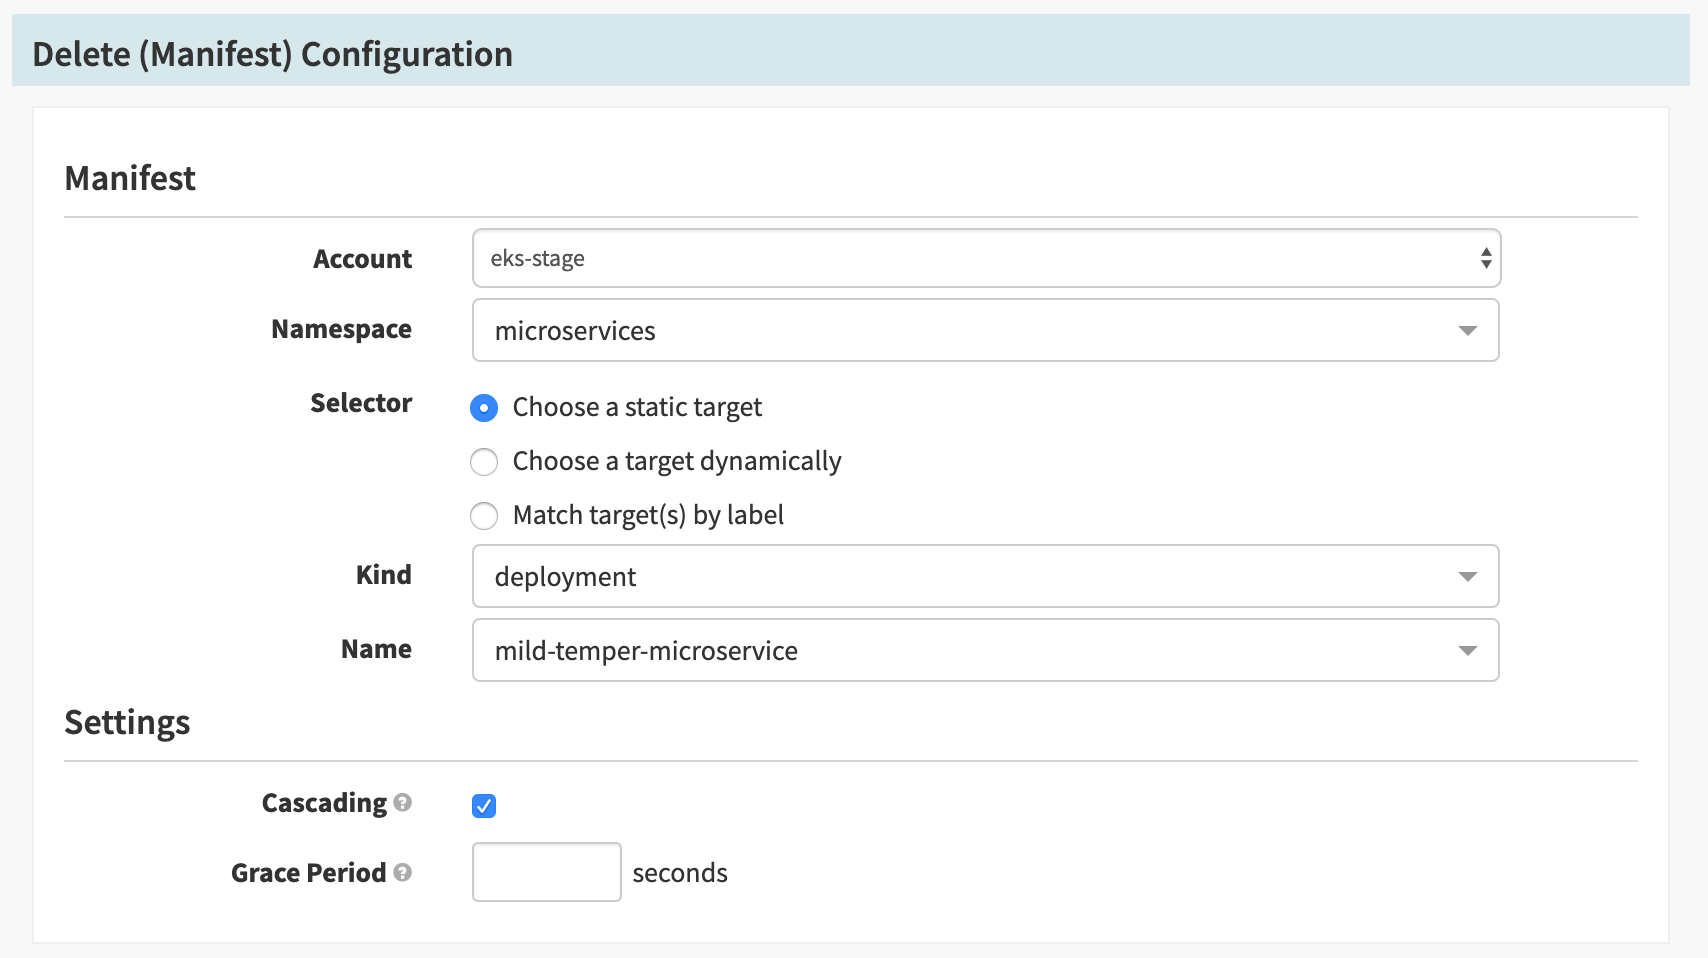 Delete (Manifest) Configuration
Manifest
Account eks-stage
Namespace microservices
Selector Choose a static target
Choose a target dynamically
Match target(s) by label
Kind deployment
Name mild-temper-microservice
Settings
Cascading ?
Grace Period ? seconds